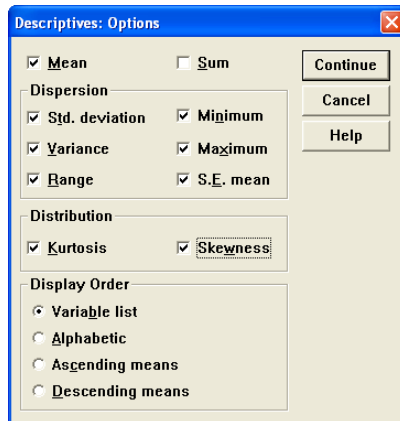 Descriptives: Options
Mean
Sum
Continue
Cancel
Help
Dispersion
Std. deviation
Minimum
Variance
Maximum
Range
S.E. mean
Distribution
Kurtosis
Skewness
Display Order
Variable list
Alphabetic
Ascending means
Descending means